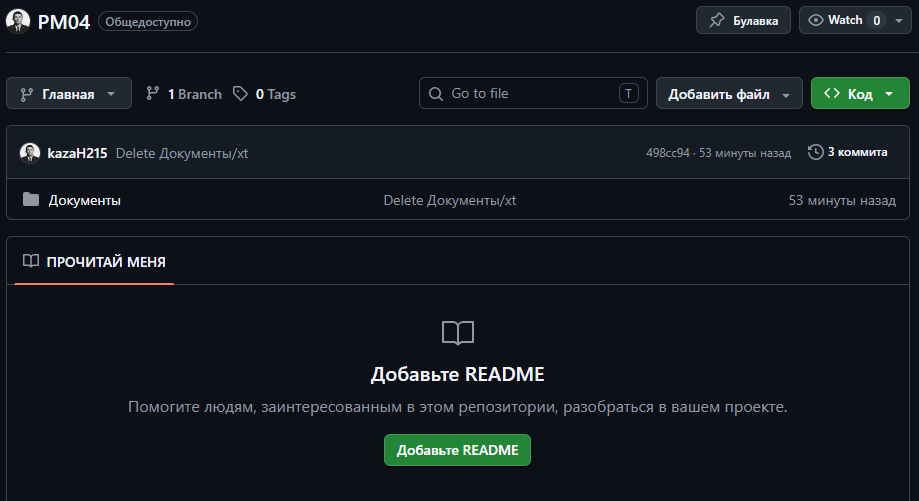 PM04 Общедоступно Булавка Watch 0
Главная 1 Branch 0 Tags Go to file T Добавить файл Код
kazaH215 Delete Документы/xt 498cc94 · 53 минуты назад 3 коммита
Документы Delete Документы/xt 53 минуты назад
ПРОЧИТАЙ МЕНЯ
Добавьте README
Помогите людям, заинтересованным в этом репозитории, разобраться в вашем проекте.
Добавьте README